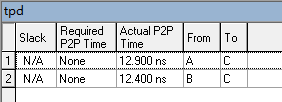 tpd
Slack Required P2P Time Actual P2P Time From To
1 N/A None 12.900 ns A C
2 N/A None 12.400 ns B C